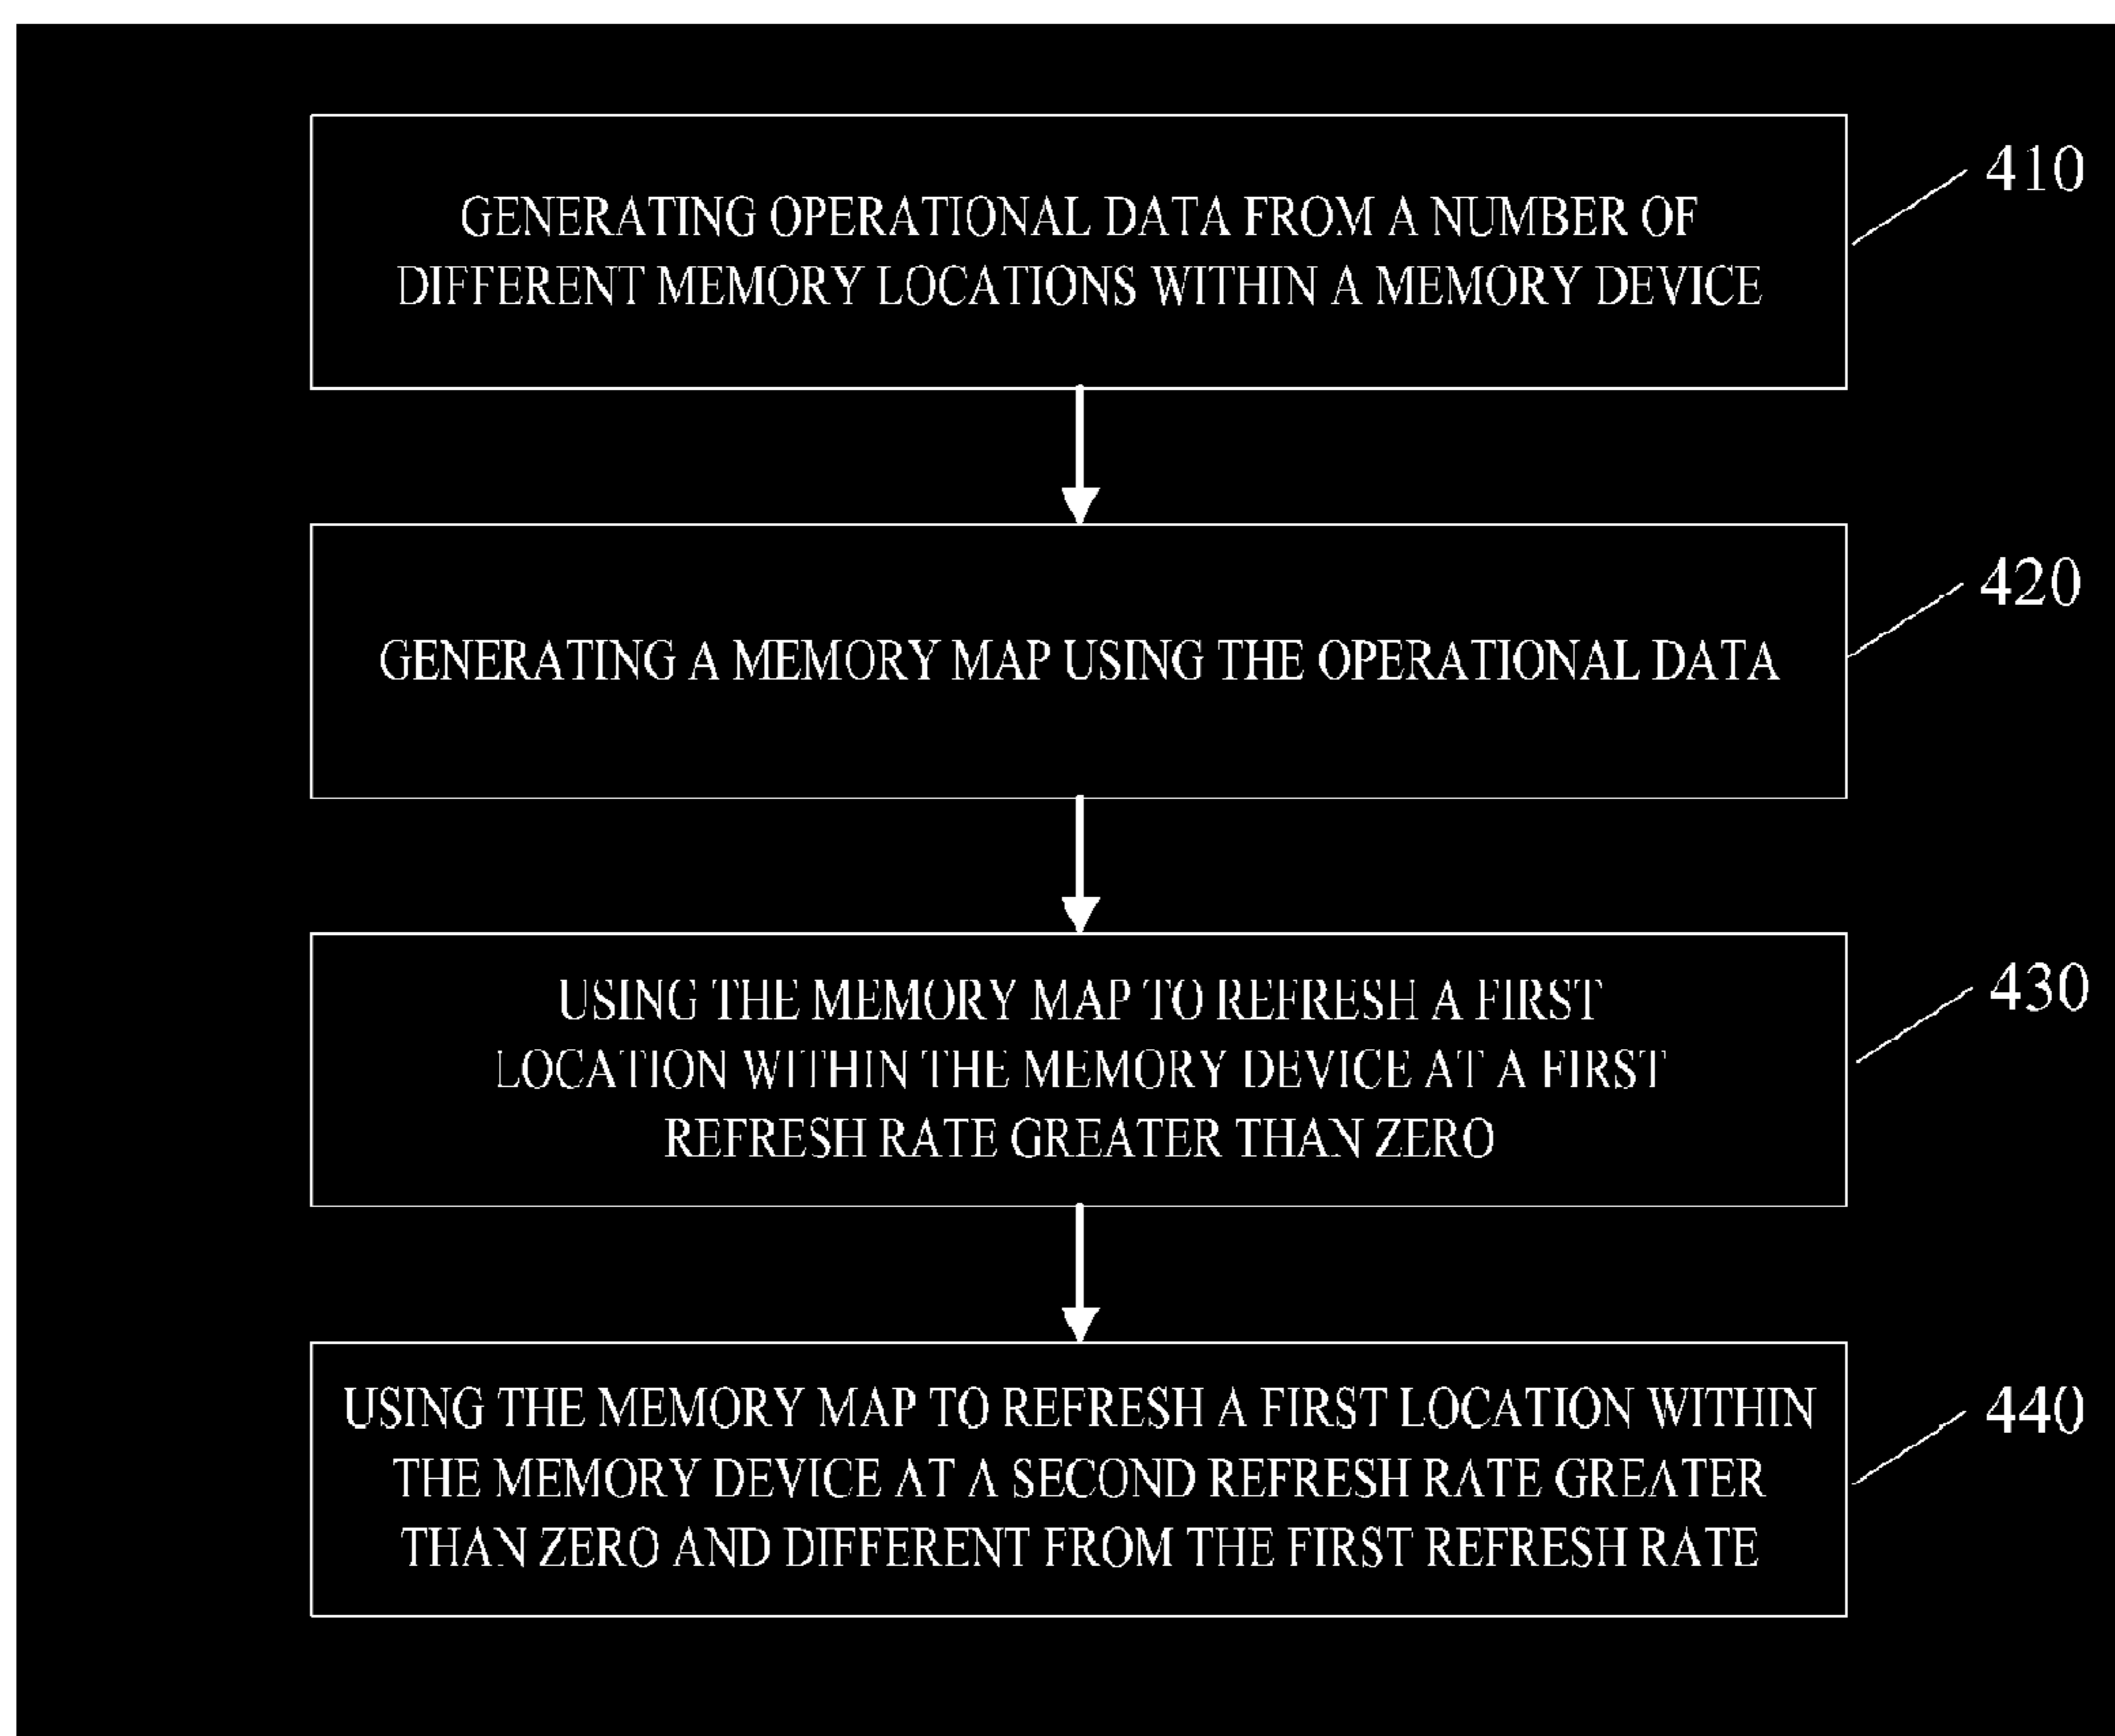 GENERATING OPERATIONAL DATA FROM A NUMBER OF
DIFFERENT MEMORY LOCATIONS WITHIN A MEMORY DEVICE
410
GENERATING A MEMORY MAP USING THE OPERATIONAL DATA
420
USING THE MEMORY MAP TO REFRESH A FIRST
LOCATION WITHIN THE MEMORY DEVICE AT A FIRST
REFRESH RATE GREATER THAN ZERO
430
USING THE MEMORY MAP TO REFRESH A FIRST LOCATION WITHIN
THE MEMORY DEVICE AT A SECOND REFRESH RATE GREATER
THAN ZERO AND DIFFERENT FROM THE FIRST REFRESH RATE
440